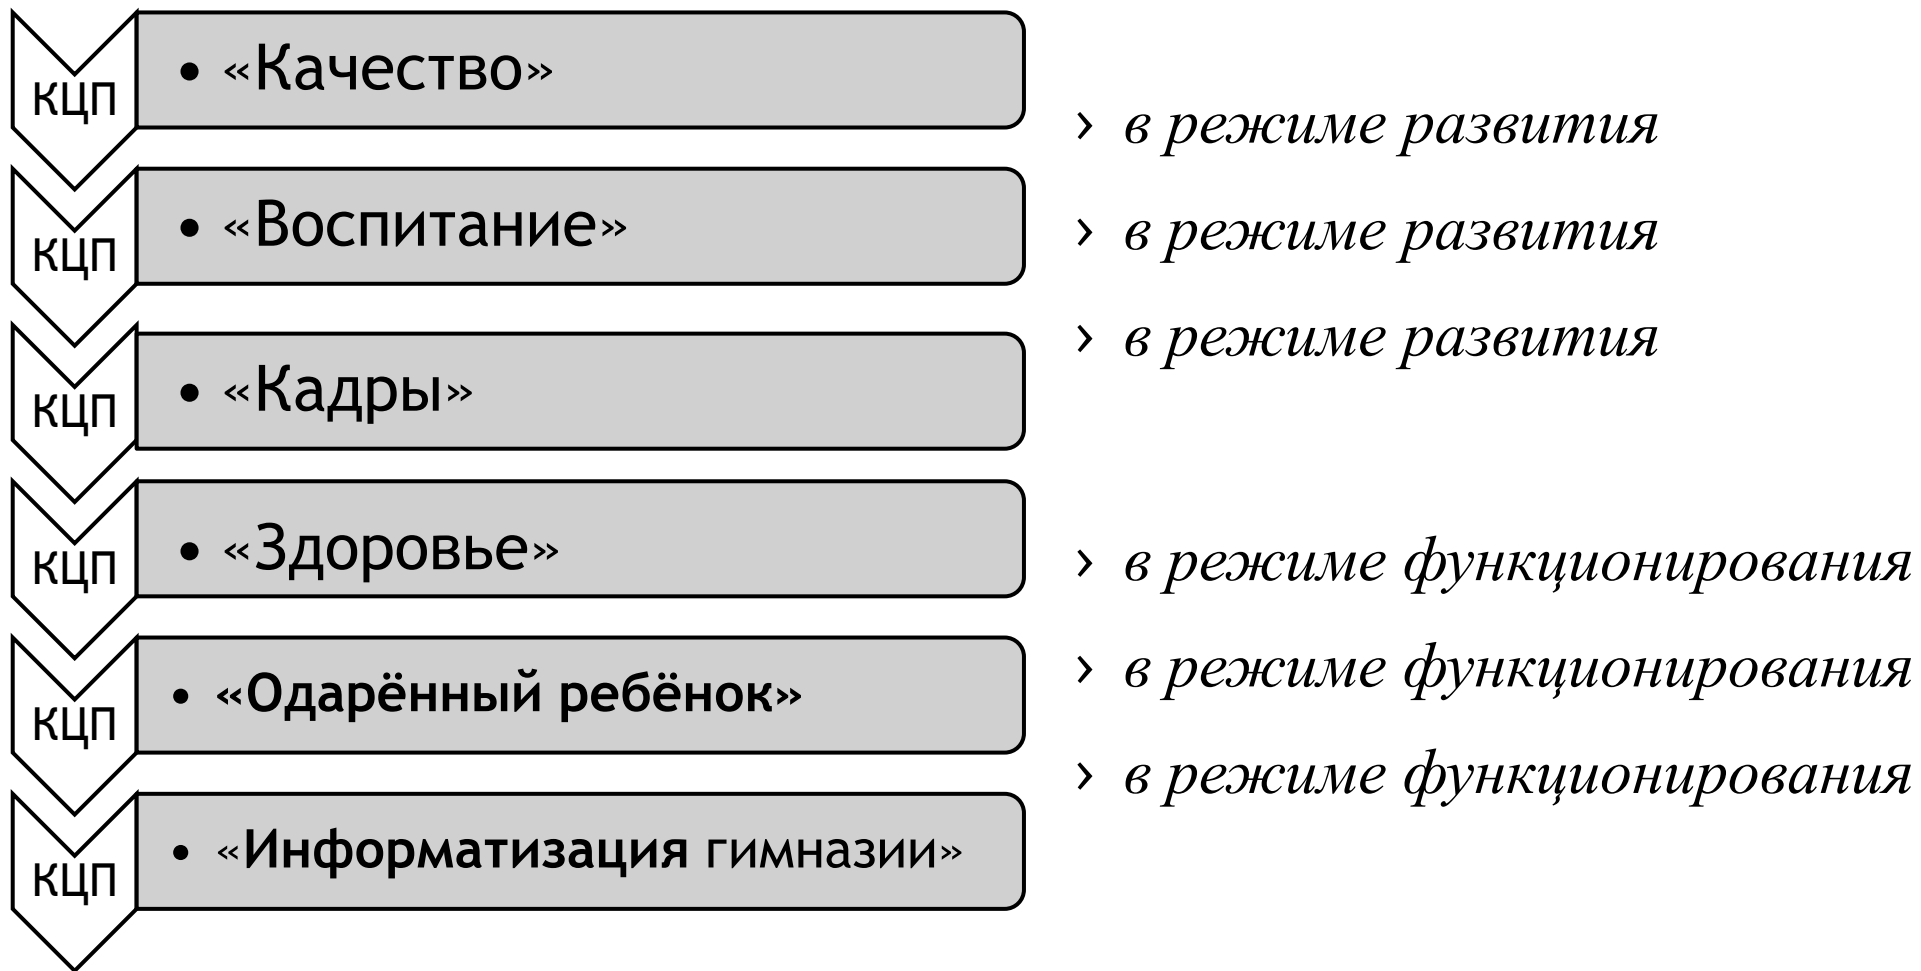 КЦП
• «Качество»
КЦП
• «Воспитание»
КЦП
• «Кадры»
КЦП
• «Здоровье»
КЦП
• «Одарённый ребёнок»
КЦП
• «Информатизация гимназии»
› в режиме развития
› в режиме развития
› в режиме развития
› в режиме функционирования
› в режиме функционирования
› в режиме функционирования